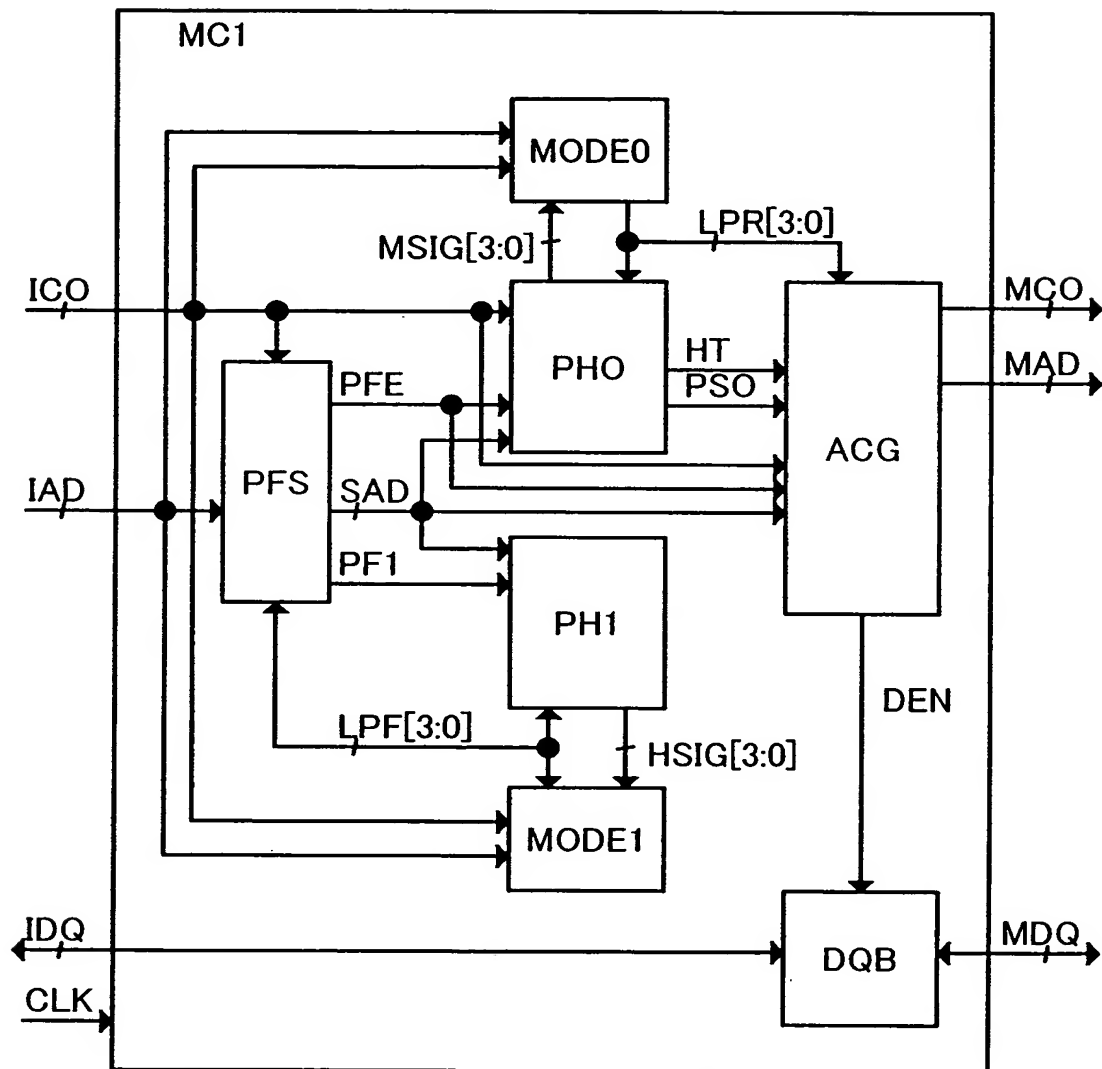 MC1
MODE0
MSIG[3:0]
LPR[3:0]
ICO
MCO
PHO
HT
PSO
MAD
PFE
ACG
IAD
PFS
SAD
PF1
PH1
DEN
LPF[3:0]
HSIG[3:0]
MODE1
IDQ
DQB
MDQ
CLK